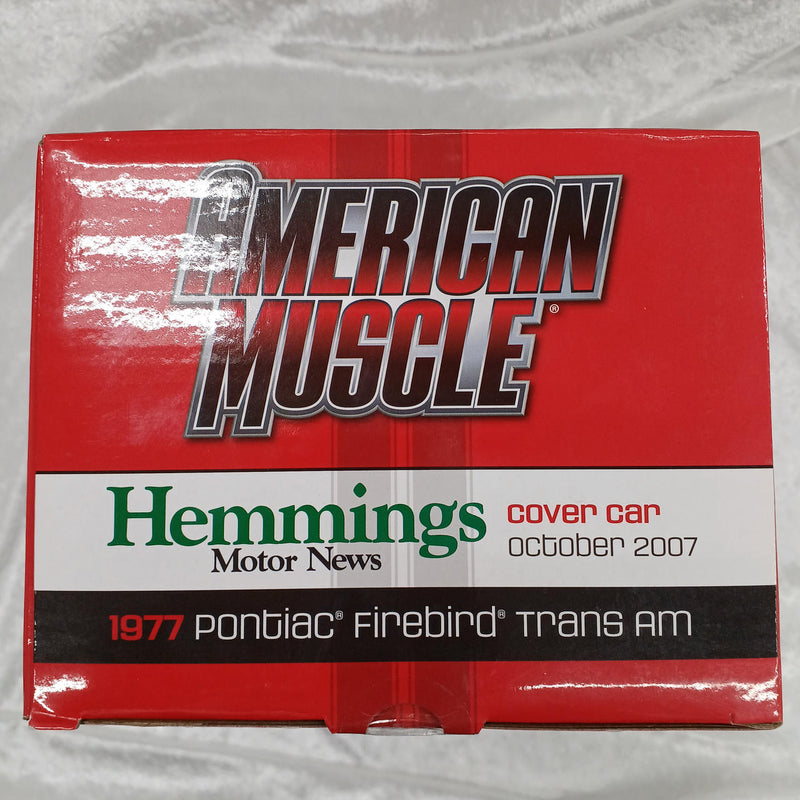 AMERICAN
MUSCLE®
Hemmings
Motor News
cover car
october 2007
1977 Pontiac® Firebird® Trans Am